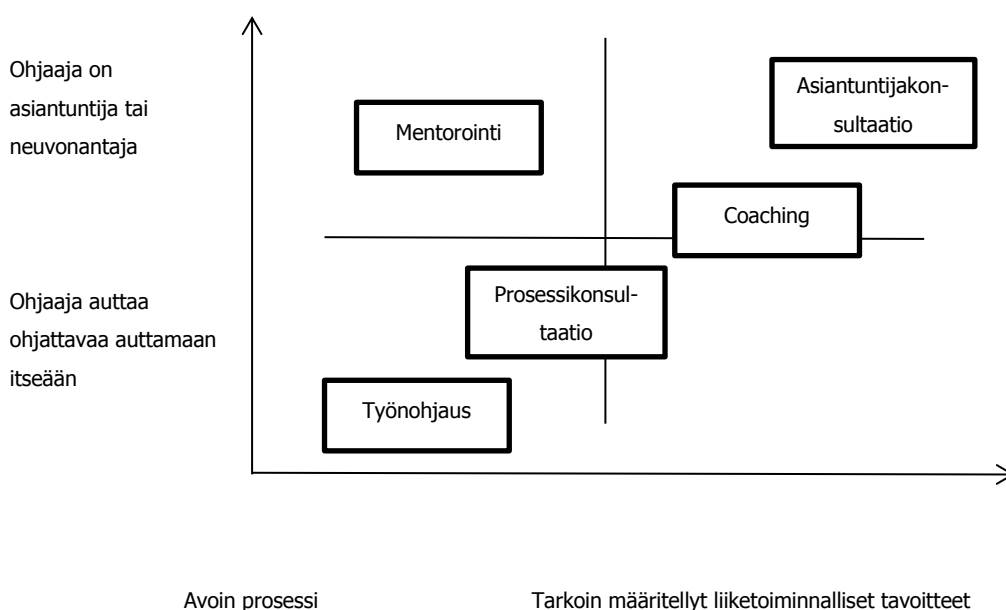 Ohjaaja on
asiantuntija tai
neuvonantaja
Mentorointi
Asiantuntijakon-
sultaatio
Coaching
Ohjaaja auttaa
ohjattavaa auttamaan
itseään
Prosessikonsul-
taatio
Työnohjaus
Avoin prosessi
Tarkoin määritellyt liiketoiminnalliset tavoitteet